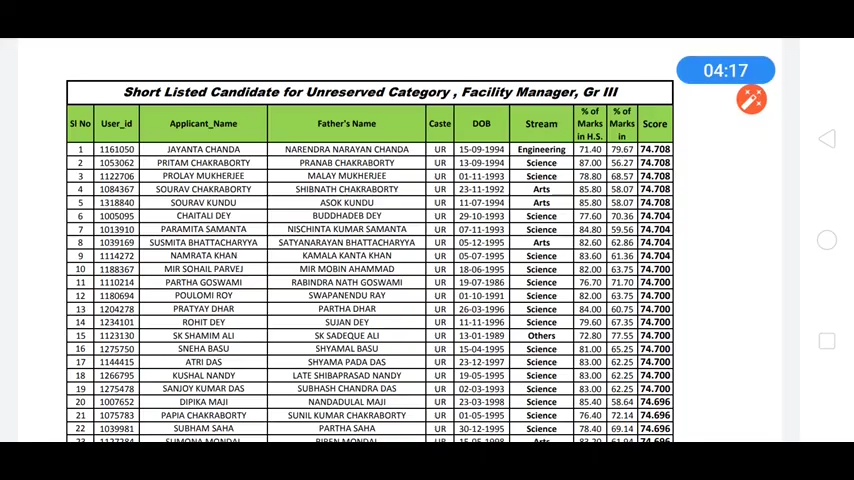 04:17
Short Listed Candidate for Unreserved Category , Facility Manager, Gr III
Sl No User_id Applicant_Name Father's Name Caste DOB Stream % of Marks in H.S. % of Marks in Score
1 1161050 JAYANTA CHANDA NARENDRA NARAYAN CHANDA UR 15-09-1994 Engineering 71.40 79.67 74.708
2 1053062 PRITAM CHAKRABORTY PRANAB CHAKRABORTY UR 13-09-1994 Science 87.00 56.27 74.708
3 1122706 PROLAY MUKHERJEE MALAY MUKHERJEE UR 01-11-1993 Science 78.80 68.57 74.708
4 1084367 SOURAV CHAKRABORTY SHIBNATH CHAKRABORTY UR 23-11-1992 Arts 85.80 58.07 74.708
5 1318840 SOURAV KUNDU ASOK KUNDU UR 11-07-1994 Arts 85.80 58.07 74.708
6 1005095 CHAITALI DEY BUDDHADEB DEY UR 29-10-1993 Science 77.60 70.36 74.704
7 1013910 PARAMITA SAMANTA NISCHINTA KUMAR SAMANTA UR 07-11-1993 Science 84.80 59.56 74.704
8 1039169 SUSMITA BHATTACHARYYA SATYANARAYAN BHATTACHARYYA UR 05-12-1995 Arts 82.60 62.86 74.704
9 1114272 NAMRATA KHAN KAMALA KANTA KHAN UR 05-07-1995 Science 83.60 61.36 74.704
10 1188367 MIR SOHAIL PARVEJ MIR MOBIN AHAMMAD UR 18-06-1995 Science 82.00 63.75 74.700
11 1110214 PARTHA GOSWAMI RABINDRA NATH GOSWAMI UR 19-07-1986 Science 76.70 71.70 74.700
12 1180694 POULOMI ROY SWAPANENDU RAY UR 01-10-1991 Science 82.00 63.75 74.700
13 1204278 PRATYAY DHAR PARTHA DHAR UR 26-03-1996 Science 84.00 60.75 74.700
14 1234101 ROHIT DEY SUJAN DEY UR 11-11-1996 Science 79.60 67.35 74.700
15 1123130 SK SHAMIM ALI SK SADEQUE ALI UR 13-01-1989 Others 72.80 77.55 74.700
16 1275750 SNEHA BASU SHYAMAL BASU UR 15-04-1995 Science 81.00 65.25 74.700
17 1144415 ATRI DAS SHYAMA PADA DAS UR 23-12-1997 Science 83.00 62.25 74.700
18 1266795 KUSHAL NANDY LATE SHIBAPRASAD NANDY UR 19-05-1995 Science 83.00 62.25 74.700
19 1275478 SANJOY KUMAR DAS SUBHASH CHANDRA DAS UR 02-03-1993 Science 83.00 62.25 74.700
20 1007652 DIPIKA MAJI NANDADULAL MAJI UR 23-03-1998 Science 85.40 58.64 74.696
21 1075783 PAPIA CHAKRABORTY SUNIL KUMAR CHAKRABORTY UR 01-05-1995 Science 76.40 72.14 74.696
22 1039981 SUBHAM SAHA PARTHA SAHA UR 30-12-1995 Science 78.40 69.14 74.696
23 1127284 SUMONA MONDAL BIREN MONDAL UR 15-05-1998 Arts 83.20 61.94 74.696